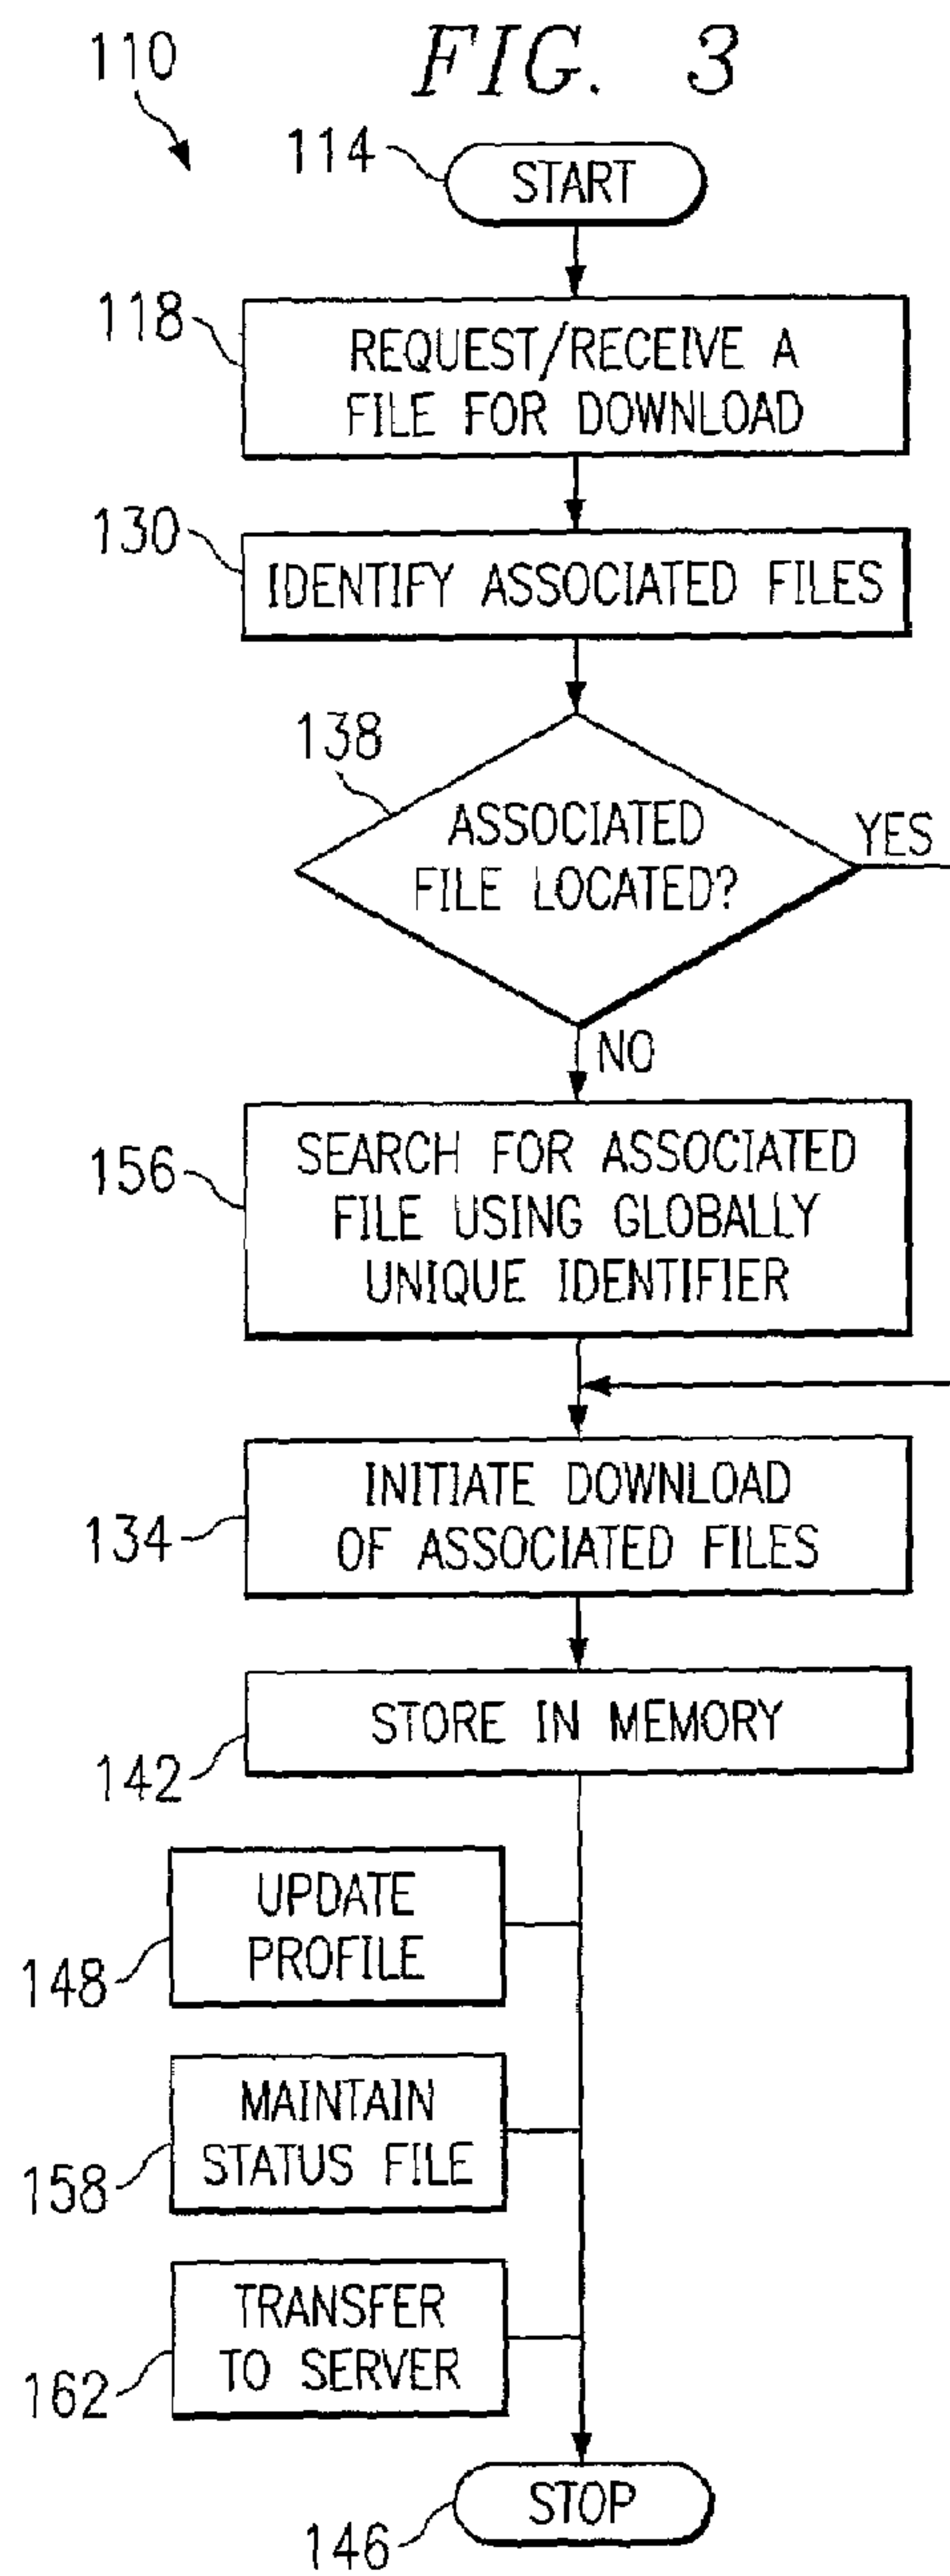 110
FIG. 3
114
START
118
REQUEST/RECEIVE A
FILE FOR DOWNLOAD
130
IDENTIFY ASSOCIATED FILES
138
ASSOCIATED
FILE LOCATED?
YES
NO
156
SEARCH FOR ASSOCIATED
FILE USING GLOBALLY
UNIQUE IDENTIFIER
134
INITIATE DOWNLOAD
OF ASSOCIATED FILES
142
STORE IN MEMORY
148
UPDATE
PROFILE
158
MAINTAIN
STATUS FILE
162
TRANSFER
TO SERVER
146
STOP